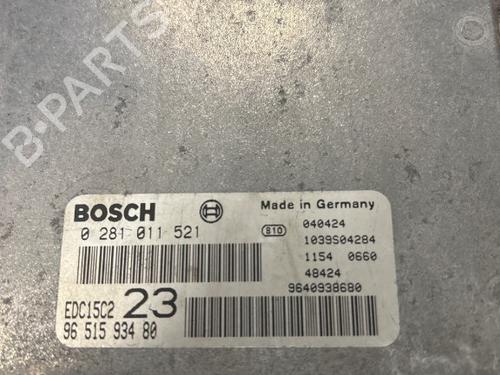 B-PARTS
BOSCH
Made in Germany
0 281 011 521
810
040424
1039S04284
1154 0660
48424
9640938680
EDC15C2 23
96 515 934 80